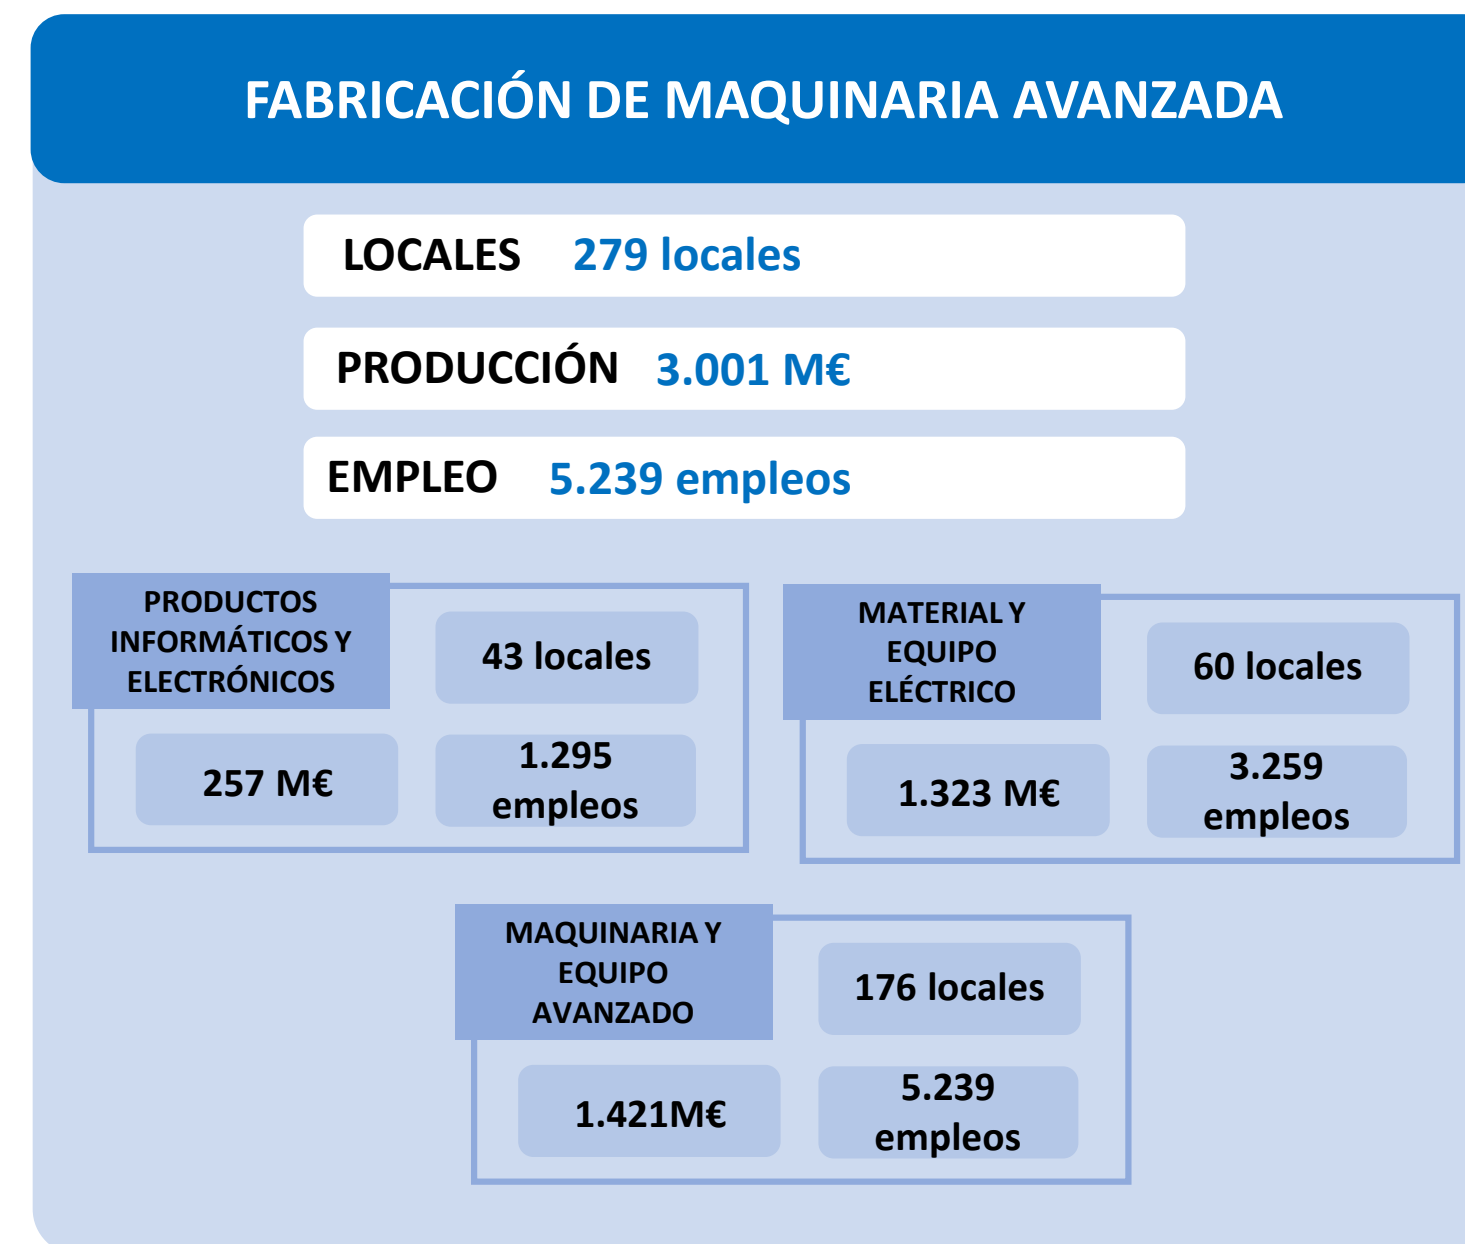 FABRICACIÓN DE MAQUINARIA AVANZADA
LOCALES 279 locales
PRODUCCIÓN 3.001 M€
EMPLEO 5.239 empleos
PRODUCTOS
INFORMÁTICOS Y
ELECTRÓNICOS
43 locales
257 M€
1.295
empleos
MATERIAL Y
EQUIPO
ELÉCTRICO
60 locales
1.323 M€
3.259
empleos
MAQUINARIA Y
EQUIPO
AVANZADO
176 locales
1.421M€
5.239
empleos